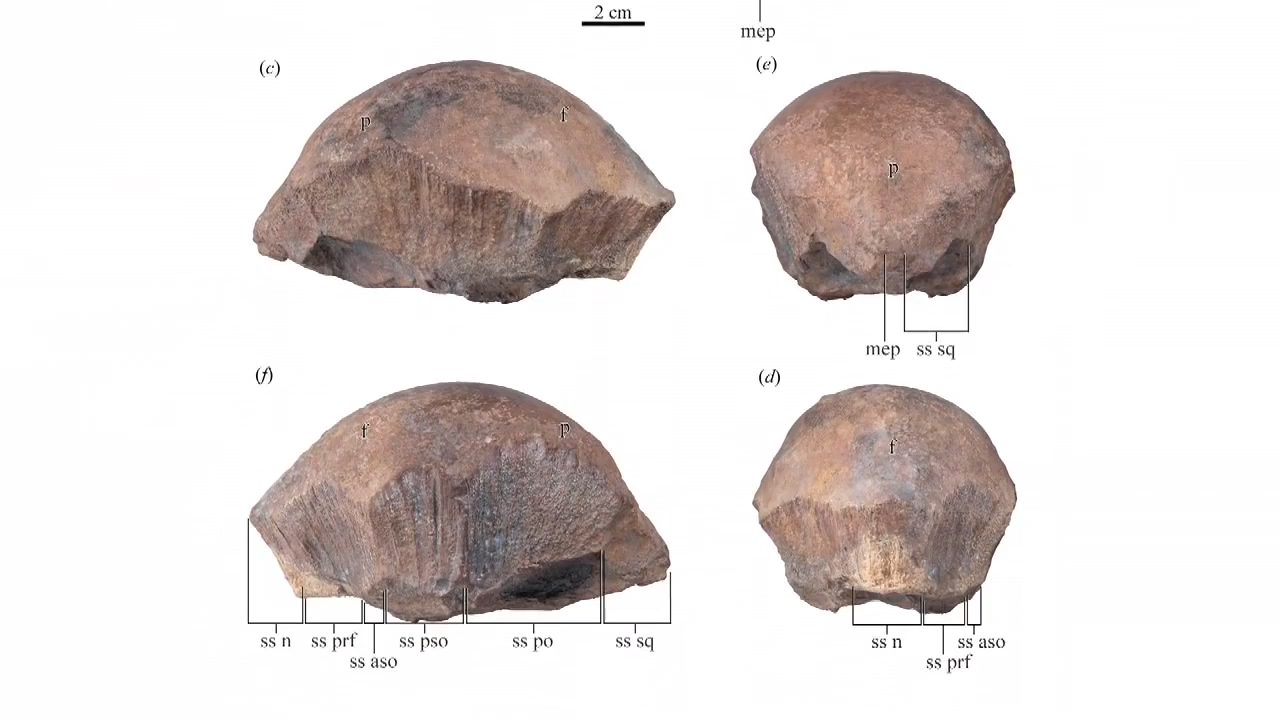 2 cm
mep
(c)
p
f
(e)
p
mep
ss sq
(f)
f
p
ss n
ss prf
ss aso
ss pso
ss po
ss sq
(d)
f
ss n
ss prf
ss aso